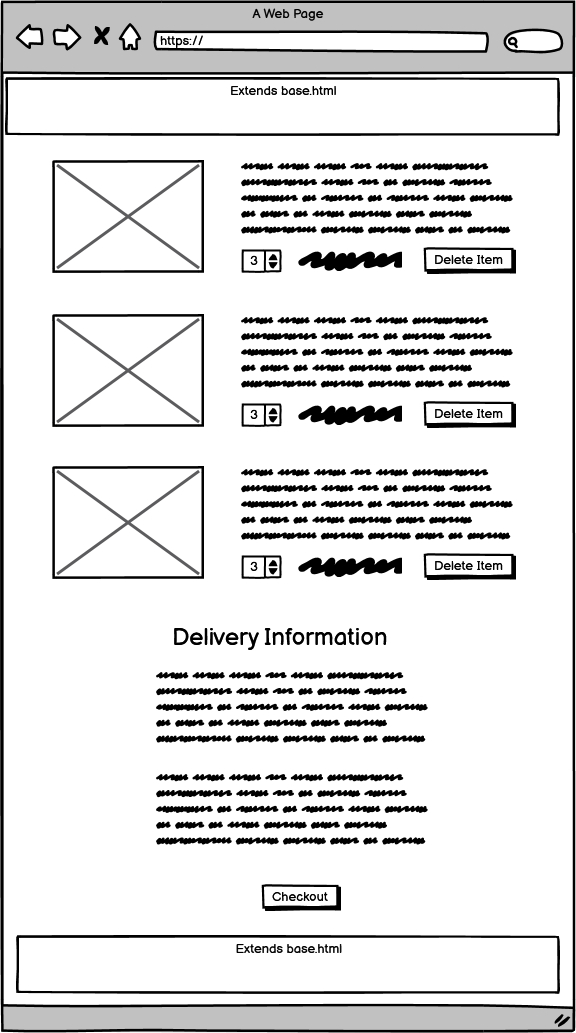 A Web Page
https://
Extends base.html
3
Delete Item
3
Delete Item
3
Delete Item
Delivery Information
Checkout
Extends base.html